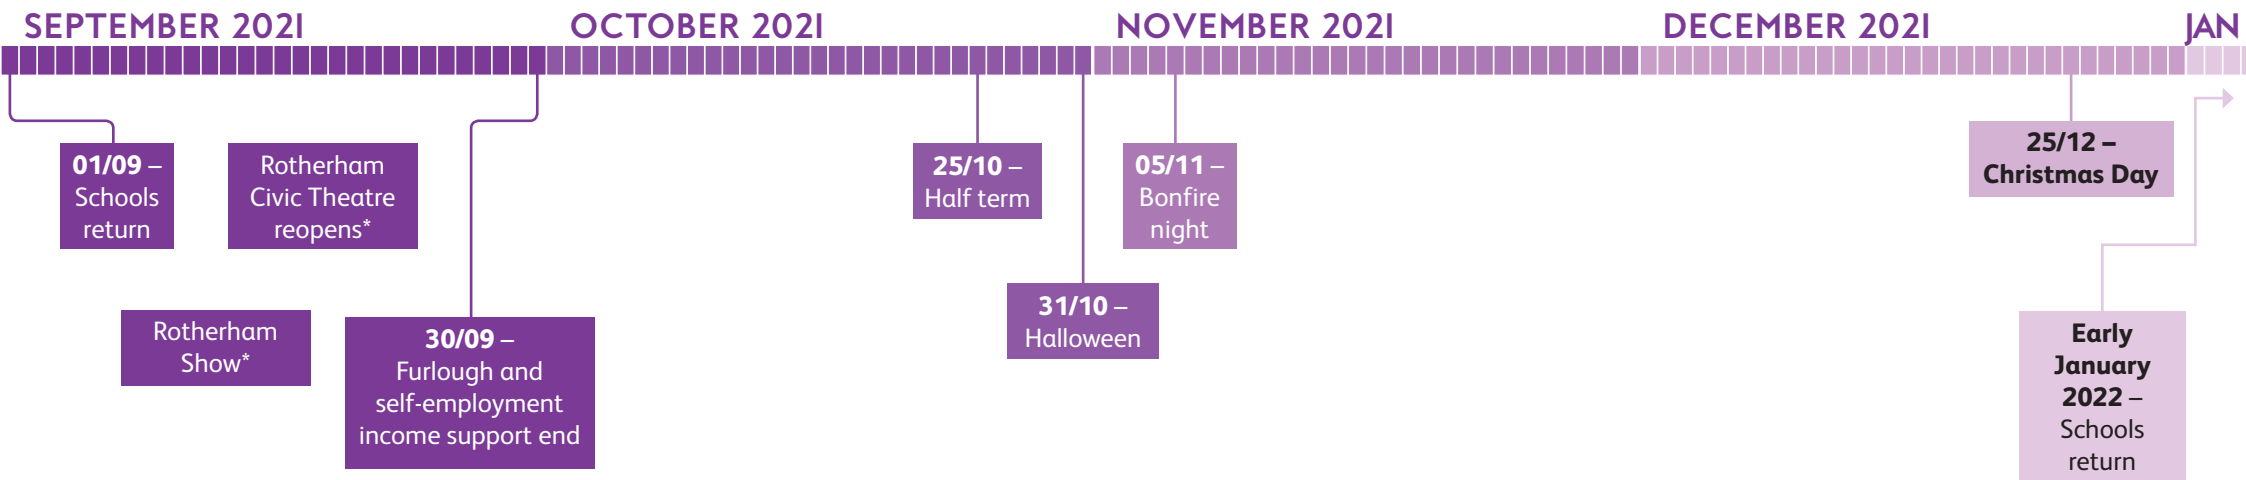 SEPTEMBER 2021
OCTOBER 2021
NOVEMBER 2021
DECEMBER 2021
JAN
01/09 –
Schools
return
Rotherham
Civic Theatre
reopens*
Rotherham
Show*
30/09 –
Furlough and
self-employment
income support end
25/10 –
Half term
31/10 –
Halloween
05/11 –
Bonfire
night
25/12 –
Christmas Day
Early
January
2022 –
Schools
return